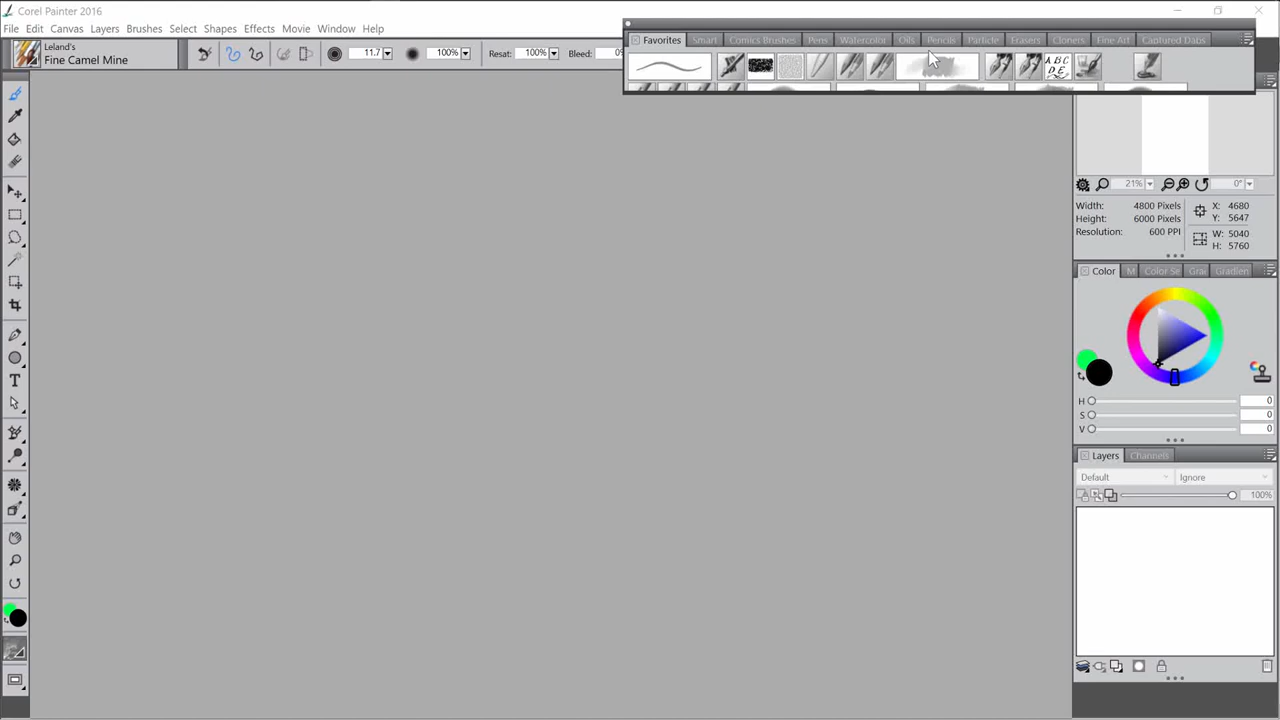 Corel Painter 2016
File Edit Canvas Layers Brushes Select Shapes Effects Movie Window Help
Leland's
Fine Camel Mine
11.7 100% Resat: 100% Bleed: 0%
Favorites Smart Comics Brushes Pens Watercolor Oils Pencils Particle Erasers Cloners Fine Art Captured Dabs
A B C
D E
21% 0°
Width: 4800 Pixels X: 4680
Height: 6000 Pixels Y: 5647
Resolution: 600 PPI W: 5040
H: 5760
Color M Color Se Gra Gradien
H 0
S 0
V 0
Layers Channels
Default Ignore
100%
T